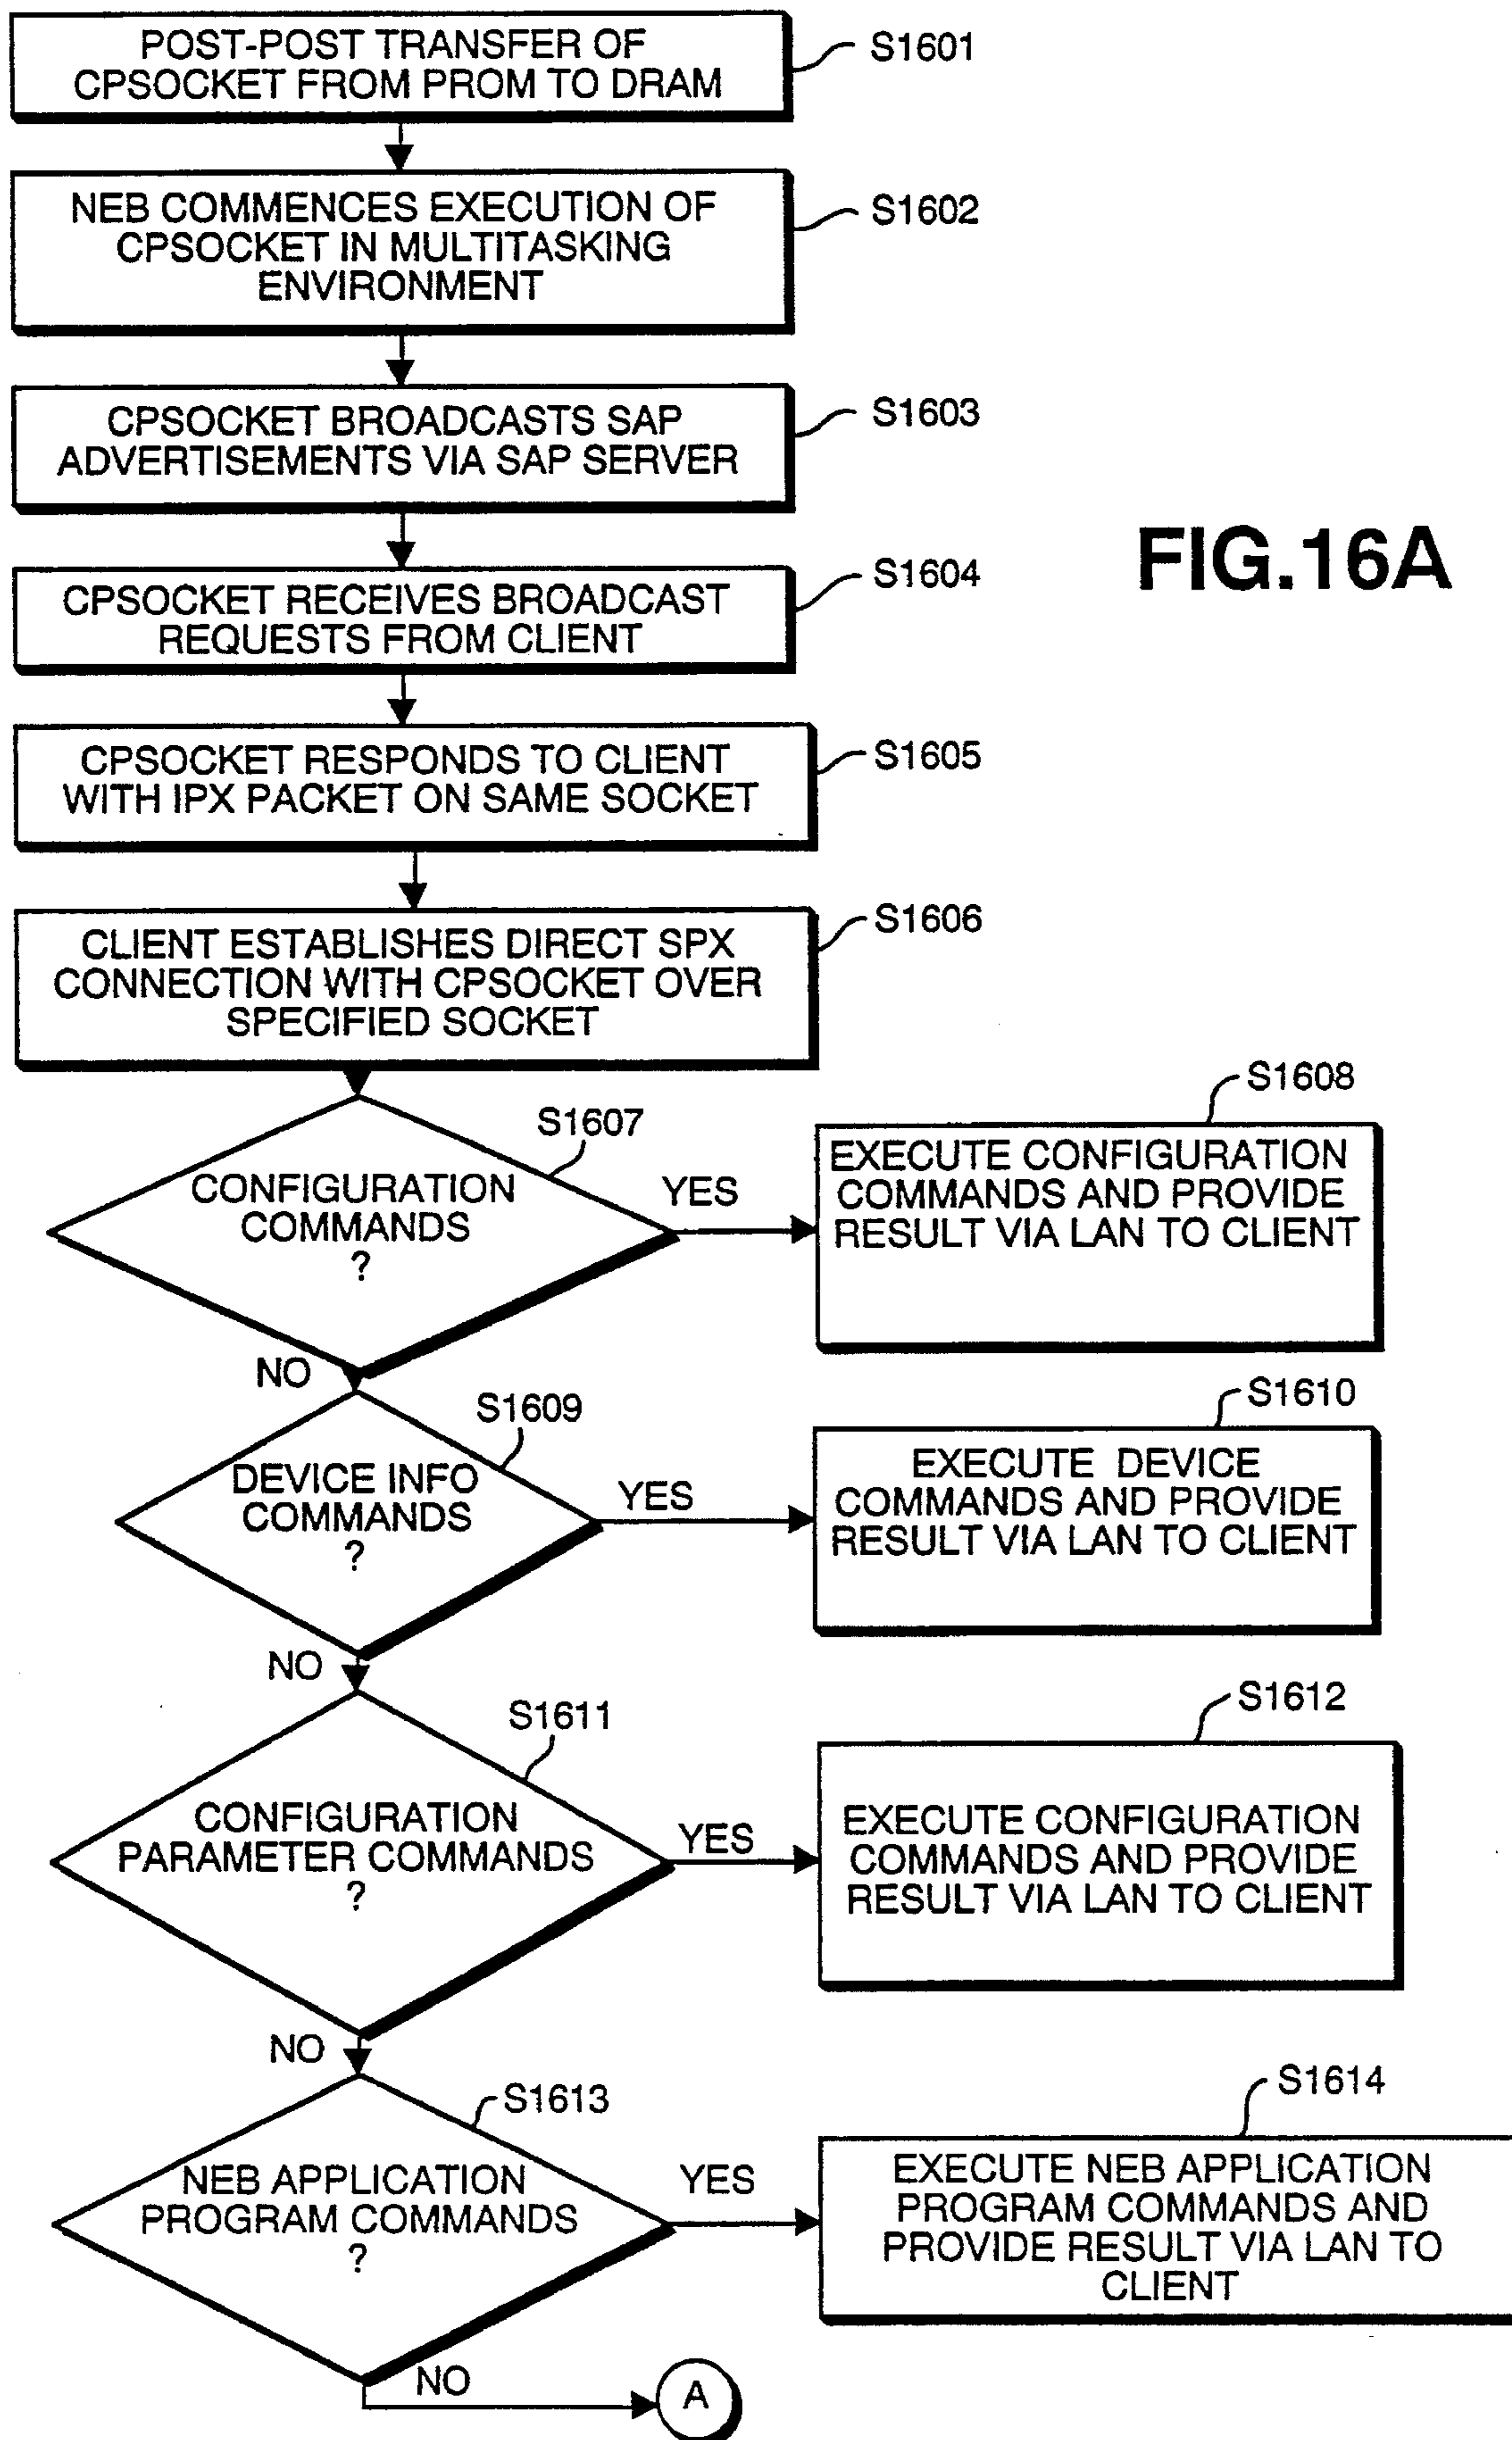 POST-POST TRANSFER OF
CPSOCKET FROM PROM TO DRAM
S1601
NEB COMMENCES EXECUTION OF
CPSOCKET IN MULTITASKING
ENVIRONMENT
S1602
CPSOCKET BROADCASTS SAP
ADVERTISEMENTS VIA SAP SERVER
S1603
FIG.16A
CPSOCKET RECEIVES BROADCAST
REQUESTS FROM CLIENT
S1604
CPSOCKET RESPONDS TO CLIENT
WITH IPX PACKET ON SAME SOCKET
S1605
CLIENT ESTABLISHES DIRECT SPX
CONNECTION WITH CPSOCKET OVER
SPECIFIED SOCKET
S1606
S1607
CONFIGURATION
COMMANDS
?
YES
NO
S1608
EXECUTE CONFIGURATION
COMMANDS AND PROVIDE
RESULT VIA LAN TO CLIENT
S1609
DEVICE INFO
COMMANDS
?
YES
NO
S1610
EXECUTE DEVICE
COMMANDS AND PROVIDE
RESULT VIA LAN TO CLIENT
S1611
CONFIGURATION
PARAMETER COMMANDS
?
YES
NO
S1612
EXECUTE CONFIGURATION
COMMANDS AND PROVIDE
RESULT VIA LAN TO CLIENT
S1613
NEB APPLICATION
PROGRAM COMMANDS
?
YES
NO
S1614
EXECUTE NEB APPLICATION
PROGRAM COMMANDS AND
PROVIDE RESULT VIA LAN TO
CLIENT
A